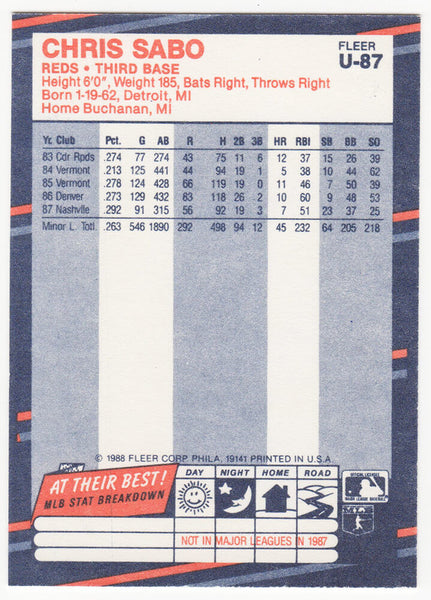 CHRIS SABO
FLEER
U-87
REDS • THIRD BASE
Height 6'0", Weight 185, Bats Right, Throws Right
Born 1-19-62, Detroit, MI
Home Buchanan, MI
Yr. Club Pct. G AB R H 2B 3B HR RBI SB BB SO
83 Cdr Rpds .274 77 274 43 75 11 6 12 37 15 26 39
84 Vermont .213 125 441 44 94 19 1 5 38 10 44 62
85 Vermont .278 124 428 66 119 19 0 11 46 7 50 39
86 Denver .273 129 432 83 118 26 2 10 60 9 48 53
87 Nashvlle .292 91 315 56 92 19 3 7 51 23 37 25
Minor L. Totl. .263 546 1890 292 498 94 12 45 232 64 205 218
© 1988 FLEER CORP PHILA. 19141 PRINTED IN U.S.A.
AT THEIR BEST!
MLB STAT BREAKDOWN
DAY NIGHT HOME ROAD
OFFICIAL LICENSEE
MAJOR LEAGUE BASEBALL
NOT IN MAJOR LEAGUES IN 1987